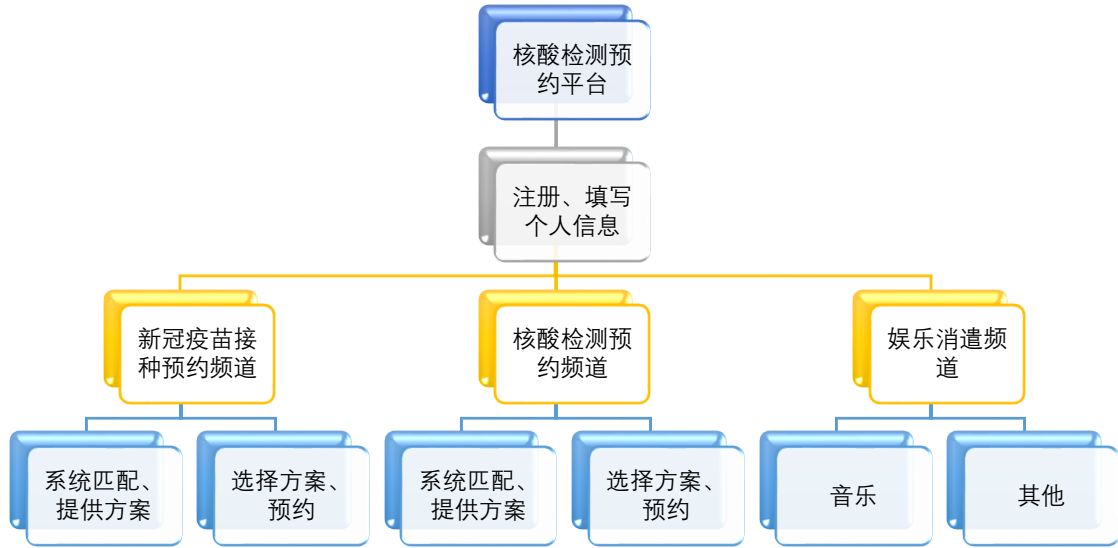 核酸检测预
约平台
注册、填写
个人信息
新冠疫苗接
种预约频道
核酸检测预
约频道
娱乐消遣频
道
系统匹配、
提供方案
选择方案、
预约
系统匹配、
提供方案
选择方案、
预约
音乐
其他